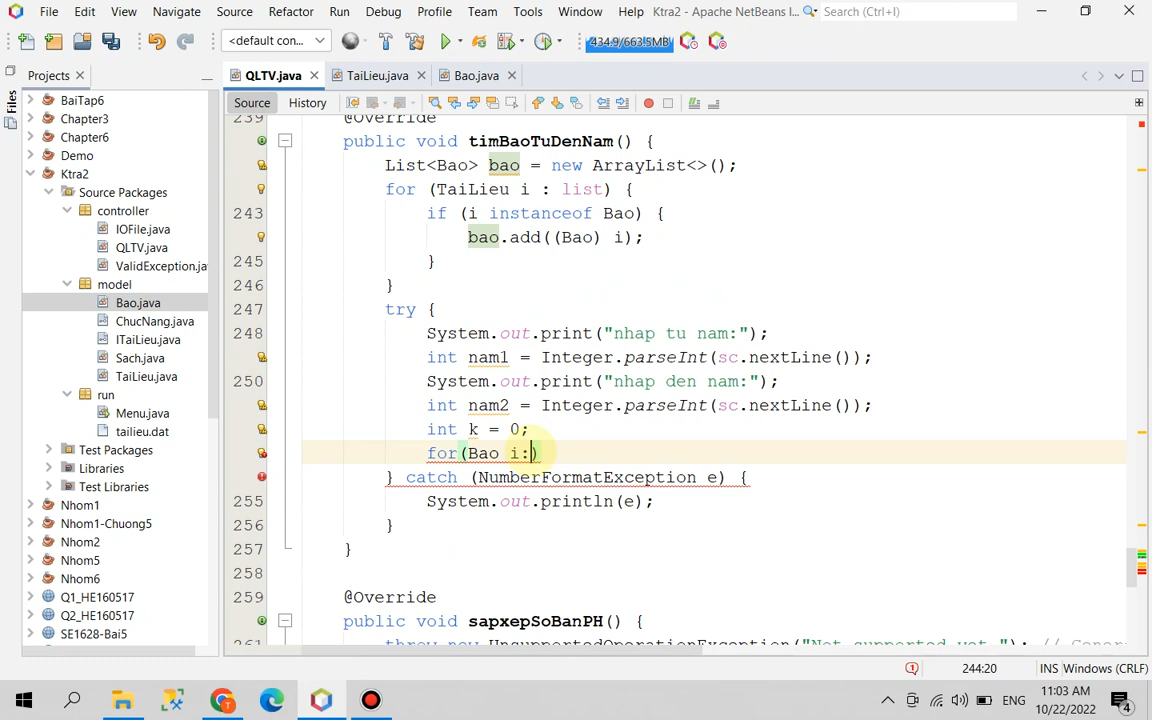 File Edit View Navigate Source Refactor Run Debug Profile Team Tools Window Help Ktra2 - Apache NetBeans I... Search (Ctrl+I)
<default con... 434.9/663.5MB
Projects QLTV.java TaiLieu.java Bao.java
Files
Source History
BaiTap6
Chapter3
Chapter6
Demo
Ktra2
Source Packages
controller
IOFile.java
QLTV.java
ValidException.ja
model
Bao.java
ChucNang.java
ITaiLieu.java
Sach.java
TaiLieu.java
run
Menu.java
tailieu.dat
Test Packages
Libraries
Test Libraries
Nhom1
Nhom1-Chuong5
Nhom2
Nhom5
Nhom6
Q1_HE160517
Q2_HE160517
SE1628-Bai5
239 @Override
public void timBaoTuDenNam() {
List<Bao> bao = new ArrayList<>();
for (TaiLieu i : list) {
243 if (i instanceof Bao) {
bao.add((Bao) i);
245 }
246 }
247 try {
248 System.out.print("nhap tu nam:");
int nam1 = Integer.parseInt(sc.nextLine());
250 System.out.print("nhap den nam:");
int nam2 = Integer.parseInt(sc.nextLine());
int k = 0;
for(Bao i:)
} catch (NumberFormatException e) {
255 System.out.println(e);
256 }
257 }
258
259 @Override
public void sapxepSoBanPH() {
261 throw new UnsupportedOperationException("Not supported yet."); // Gener
244:20 INS Windows (CRLF)
ENG 11:03 AM
10/22/2022 4